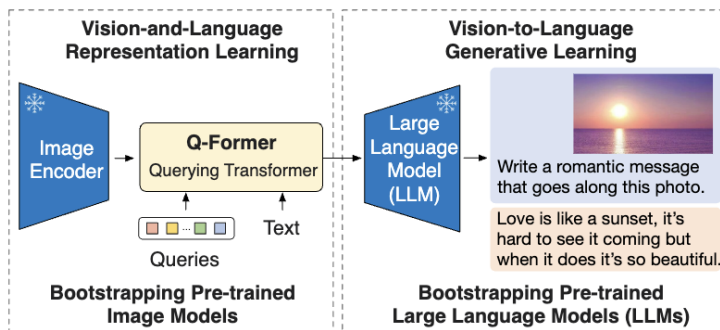 Vision-and-Language
Representation Learning
Image
Encoder
Q-Former
Querying Transformer
...
Queries
Text
Bootstrapping Pre-trained
Image Models
Vision-to-Language
Generative Learning
Large
Language
Model
(LLM)
Write a romantic message
that goes along this photo.
Love is like a sunset, it’s
hard to see it coming but
when it does it’s so beautiful.
Bootstrapping Pre-trained
Large Language Models (LLMs)